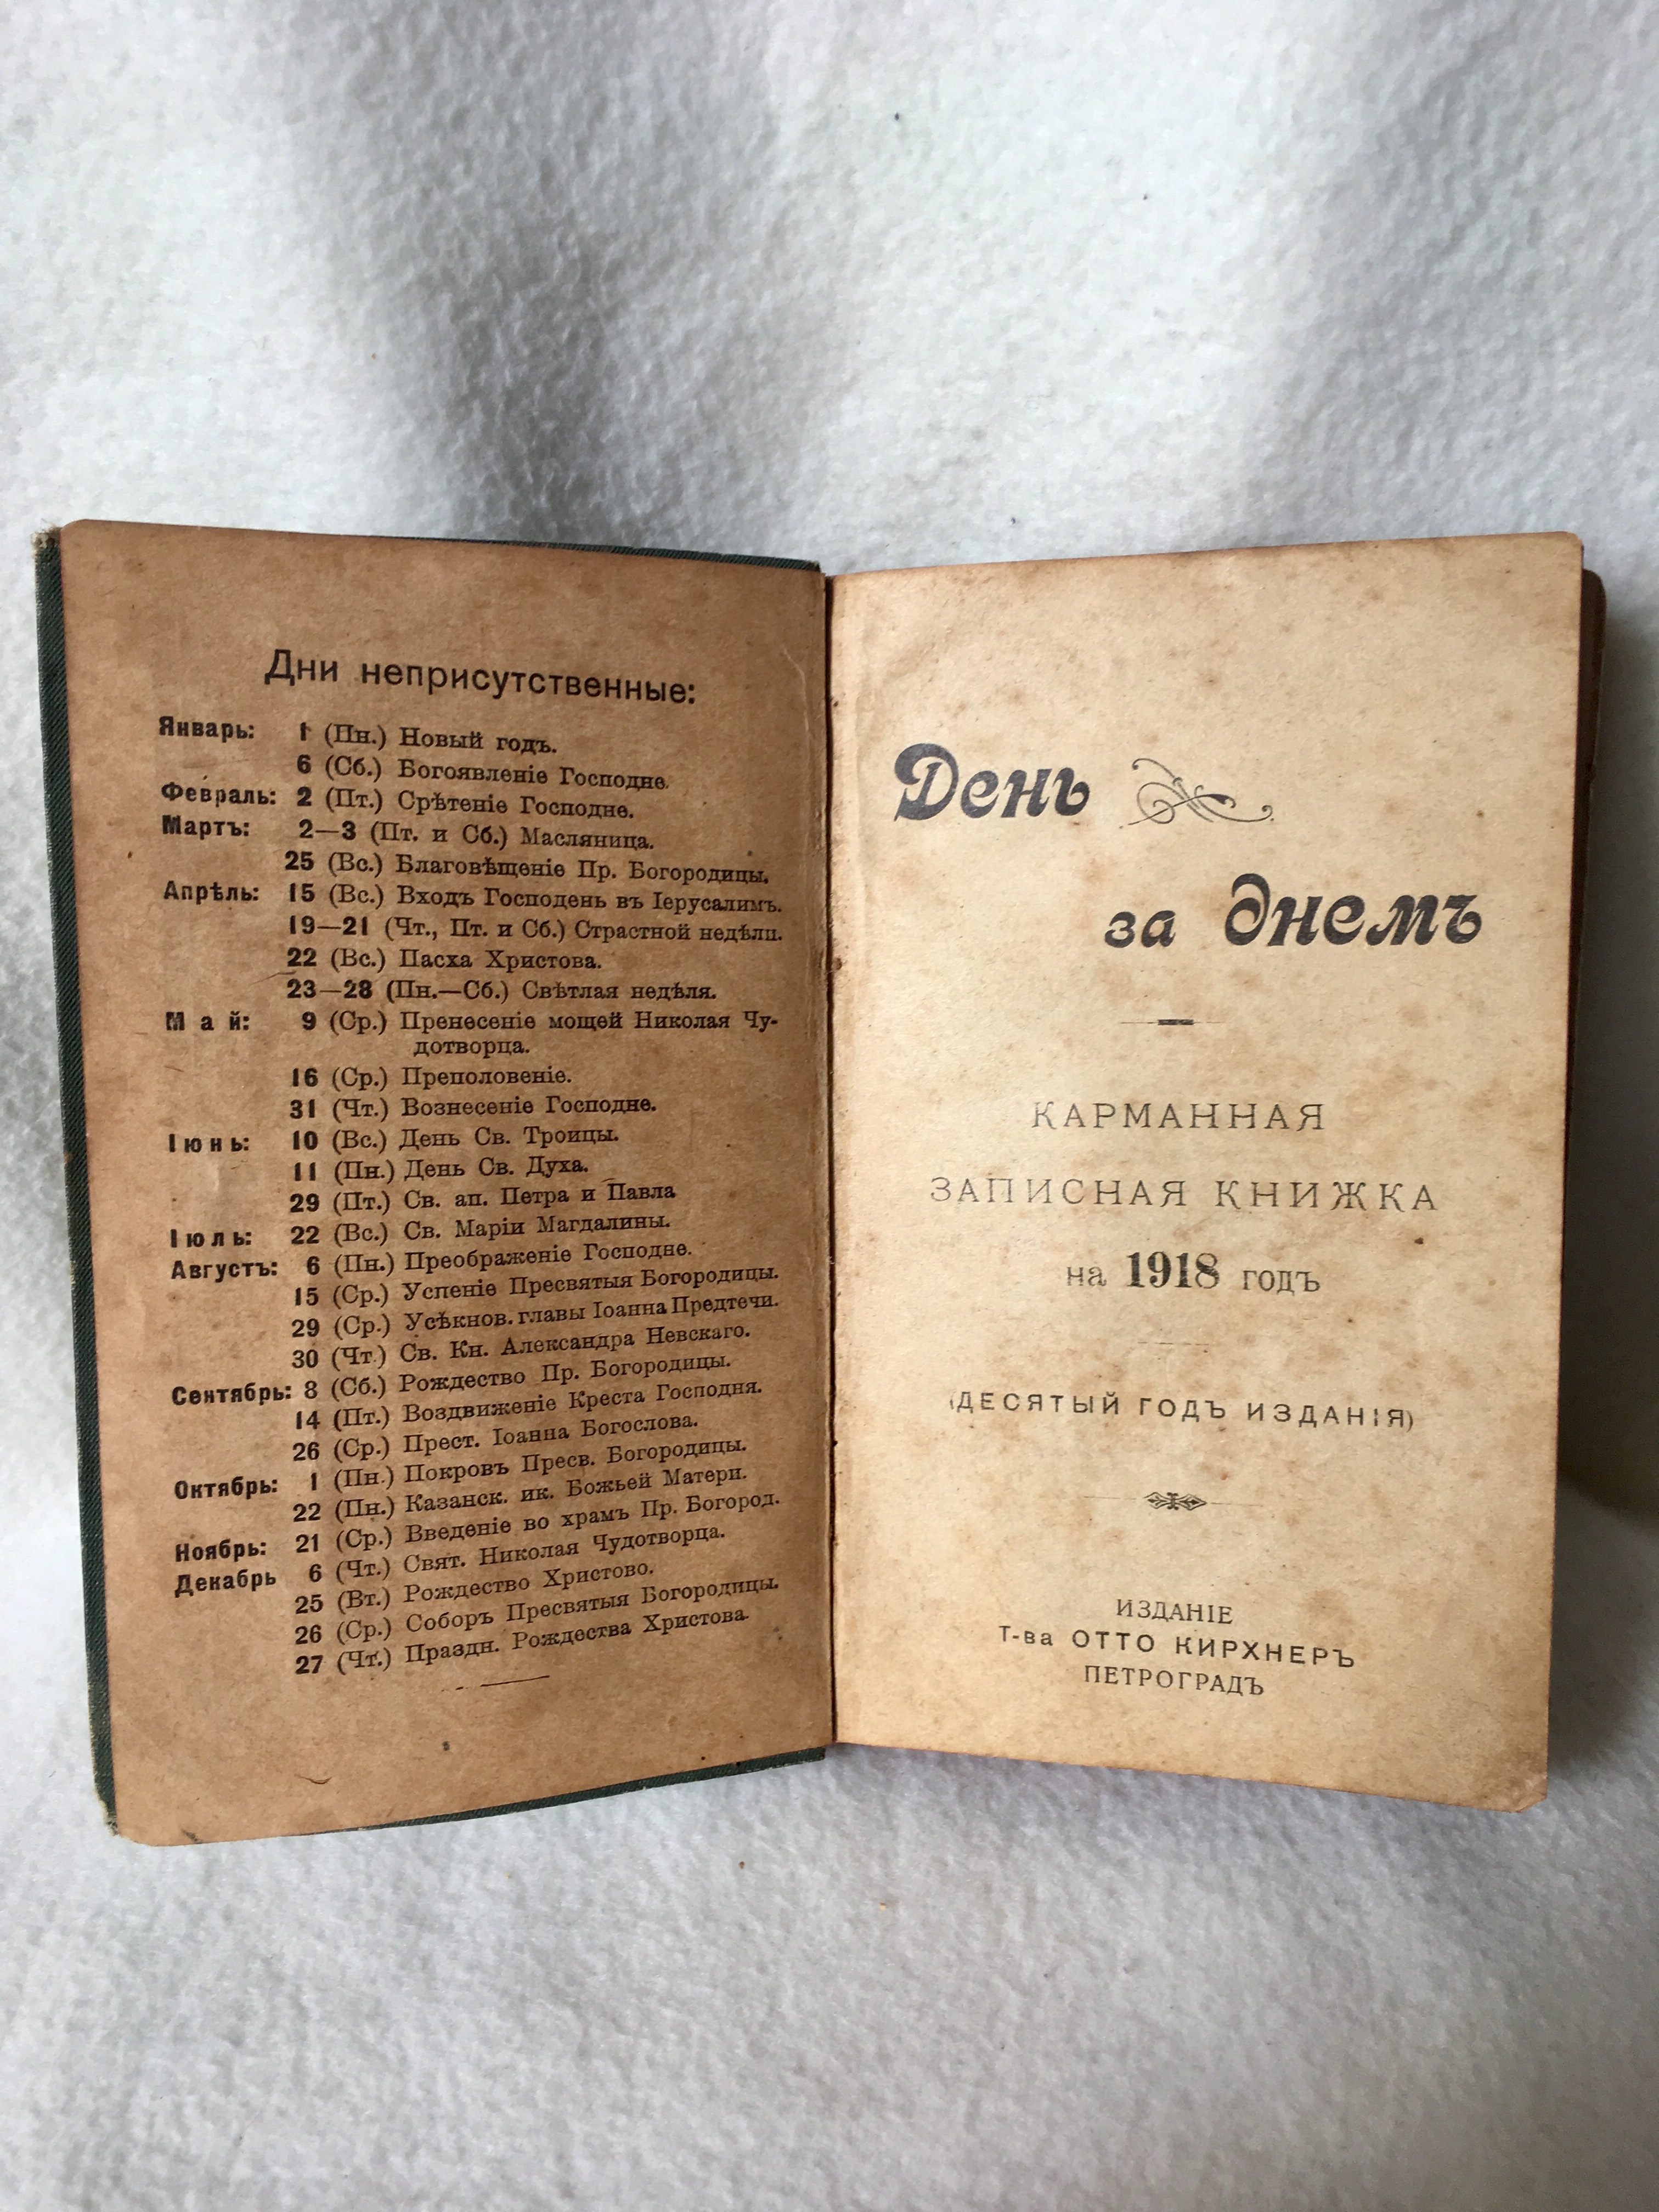 Дни неприсутственные:
Январь: 1 (Пн.) Новый годъ.
6 (Сб.) Богоявленіе Господне.
Февраль: 2 (Пт.) Срѣтеніе Господне.
Мартъ: 2—3 (Пт. и Сб.) Масляница.
25 (Вс.) Благовѣщеніе Пр. Богородицы.
Апрѣль: 15 (Вс.) Входъ Господень въ Іерусалимъ.
19—21 (Чт., Пт. и Сб.) Страстной недѣли.
22 (Вс.) Пасха Христова.
23—28 (Пн.—Сб.) Свѣтлая недѣля.
Май: 9 (Ср.) Пренесеніе мощей Николая Чу-
дотворца.
16 (Ср.) Преполовеніе.
31 (Чт.) Вознесеніе Господне.
Іюнь: 10 (Вс.) День Св. Троицы.
11 (Пн.) День Св. Духа.
29 (Пт.) Св. ап. Петра и Павла
Іюль: 22 (Вс.) Св. Маріи Магдалины.
Августъ: 6 (Пн.) Преображеніе Господне.
15 (Ср.) Успеніе Пресвятыя Богородицы.
29 (Ср.) Усѣкнов. главы Іоанна Предтечи.
30 (Чт.) Св. Кн. Александра Невскаго.
Сентябрь: 8 (Сб.) Рождество Пр. Богородицы.
14 (Пт.) Воздвиженіе Креста Господня.
26 (Ср.) Прест. Іоанна Богослова.
Октябрь: 1 (Пн.) Покровъ Пресв. Богородицы.
22 (Пн.) Казанск. ик. Божьей Матери.
Ноябрь: 21 (Ср.) Введеніе во храмъ Пр. Богород.
Декабрь 6 (Чт.) Свят. Николая Чудотворца.
25 (Вт.) Рождество Христово.
26 (Ср.) Соборъ Пресвятыя Богородицы.
27 (Чт.) Праздн. Рождества Христова.
День
за днемъ
КАРМАННАЯ
ЗАПИСНАЯ КНИЖКА
на 1918 годъ
(ДЕСЯТЫЙ ГОДЪ ИЗДАНІЯ)
ИЗДАНІЕ
Т-ва ОТТО КИРХНЕРЪ
ПЕТРОГРАДЪ